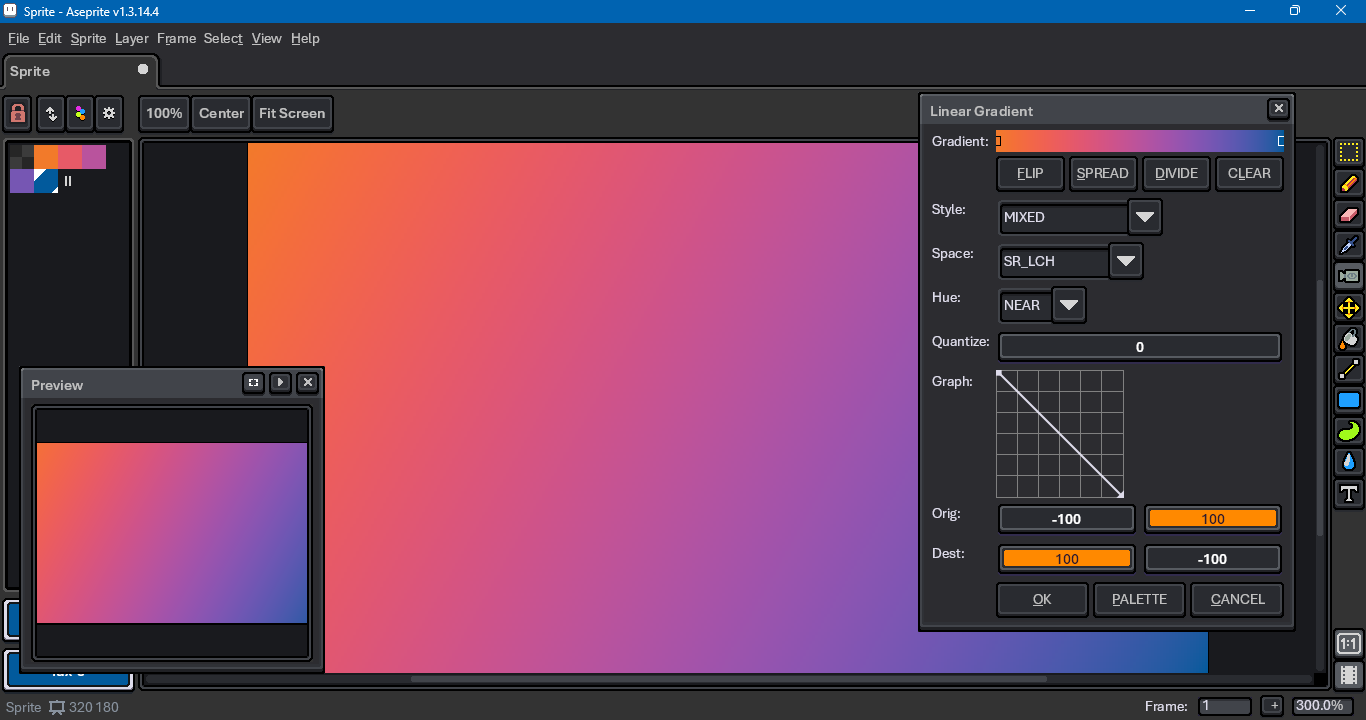 Sprite - Aseprite v1.3.14.4
File Edit Sprite Layer Frame Select View Help
Sprite
100% Center Fit Screen
Linear Gradient
Gradient:
FLIP SPREAD DIVIDE CLEAR
Style: MIXED
Space: SR_LCH
Hue: NEAR
Quantize: 0
Graph:
Orig: -100 100
Dest: 100 -100
OK PALETTE CANCEL
Preview
1:1
T
Sprite 320 180
Frame: 1 + 300.0%